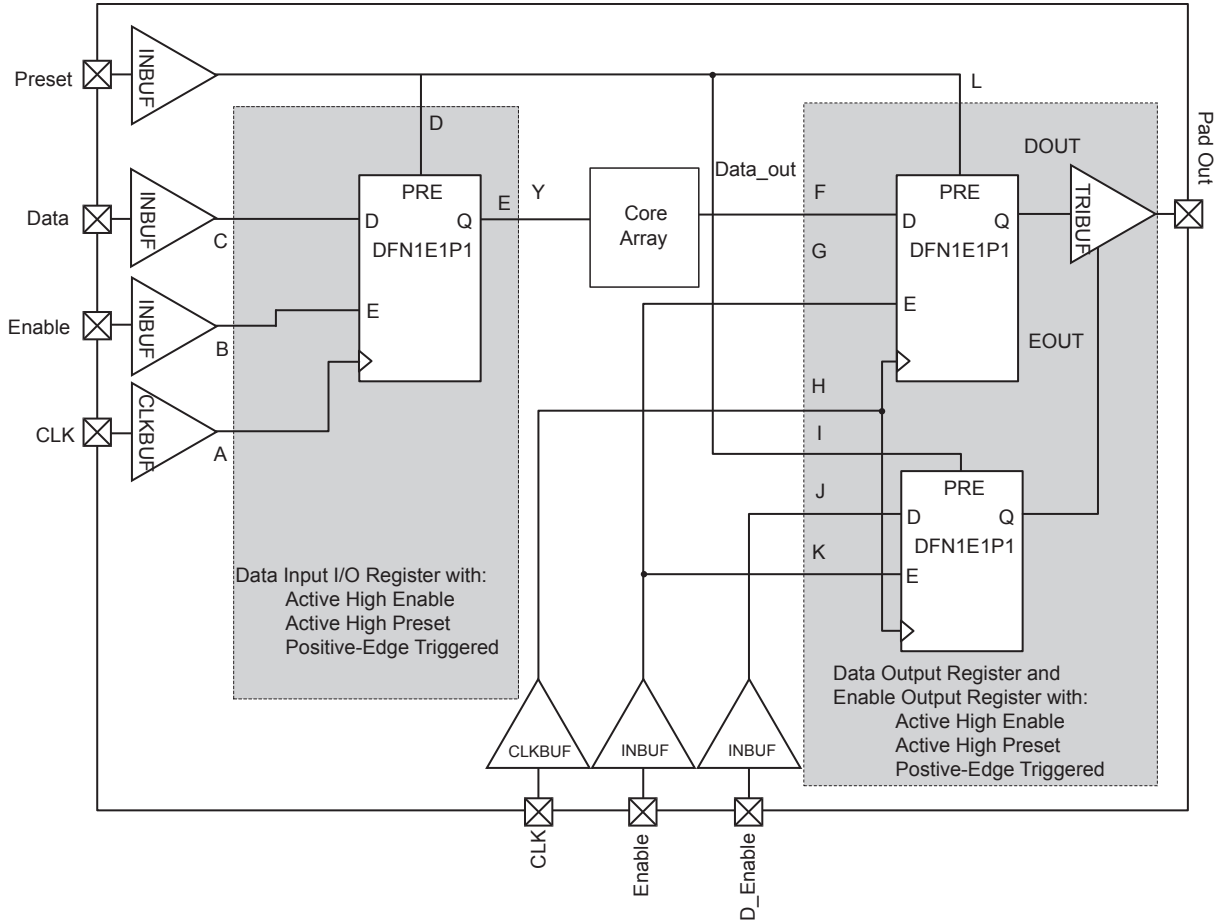 Preset
INBUF
L
D
Pad Out
DOUT
Data
INBUF
C
PRE
D
Q
DFN1E1P1
E
E
Y
Core
Array
Data_out
F
G
PRE
D
Q
DFN1E1P1
E
TRIBUF
EOUT
Enable
INBUF
B
CLK
CLKBUF
A
H
I
J
K
PRE
D
Q
DFN1E1P1
E
Data Input I/O Register with:
Active High Enable
Active High Preset
Positive-Edge Triggered
Data Output Register and
Enable Output Register with:
Active High Enable
Active High Preset
Postive-Edge Triggered
CLKBUF
INBUF
INBUF
CLK
Enable
D_Enable